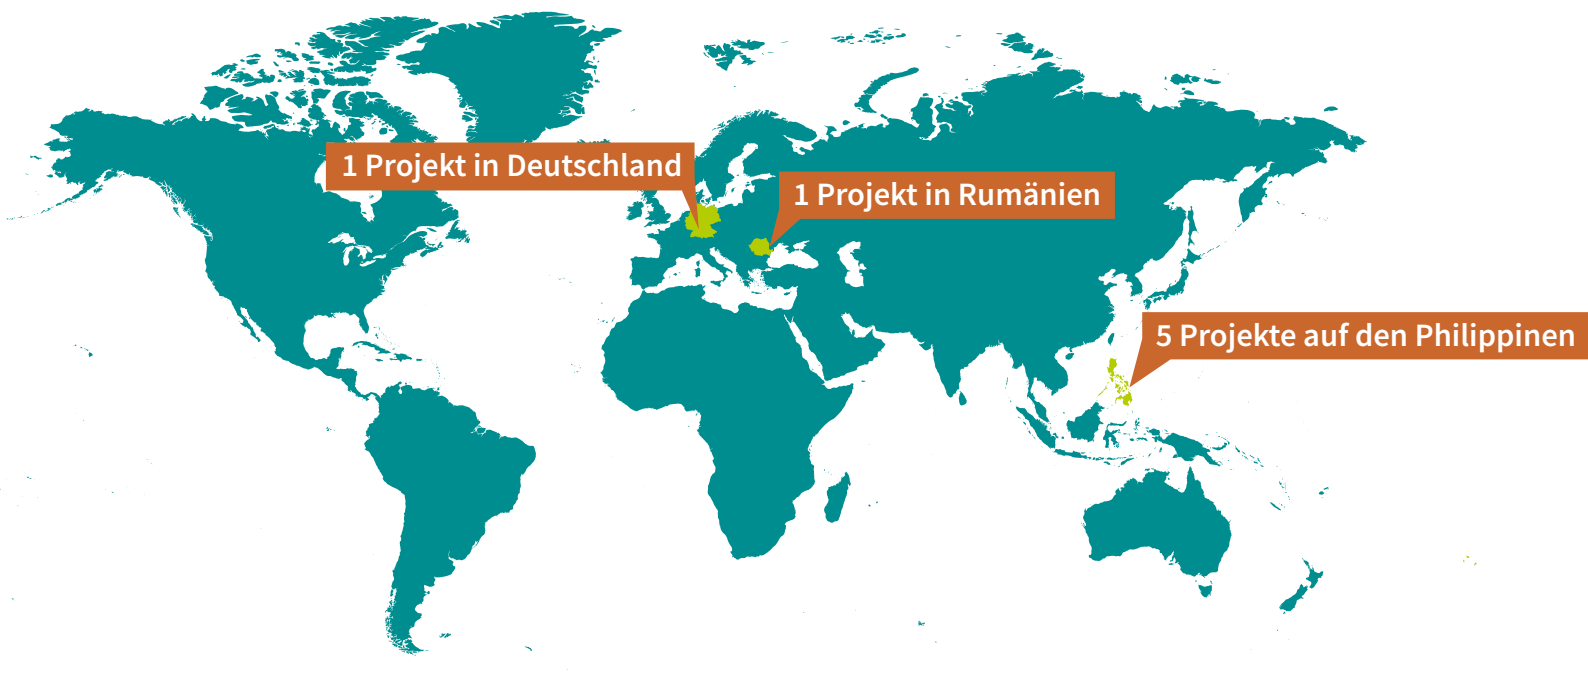 1 Projekt in Deutschland
1 Projekt in Rumänien
5 Projekte auf den Philippinen